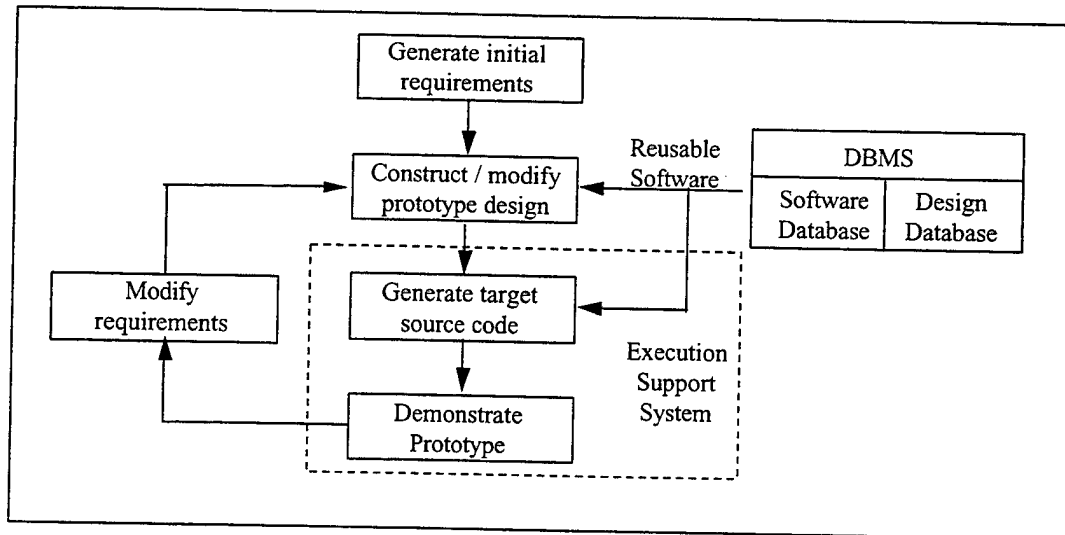 Generate initial
requirements
Construct / modify
prototype design
Reusable
Software
DBMS
Software
Database
Design
Database
Modify
requirements
Generate target
source code
Execution
Support
System
Demonstrate
Prototype